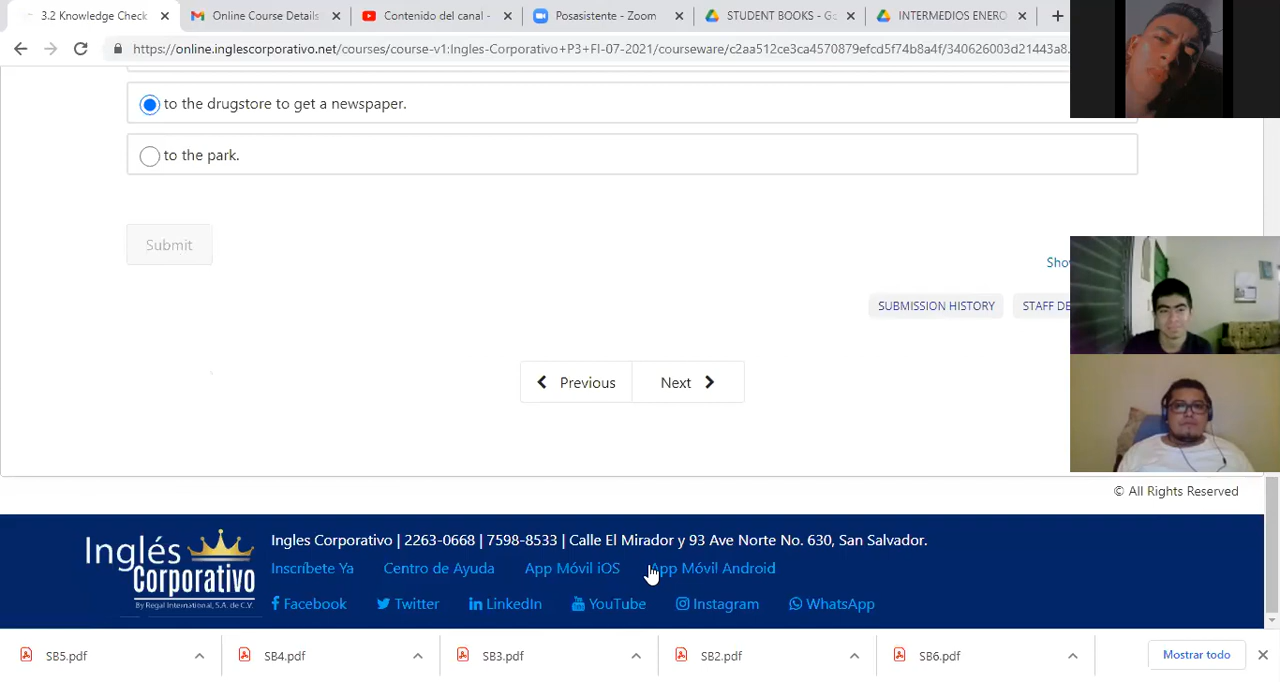 3.2 Knowledge Check
Online Course Details
Contenido del canal -
Posasistente - Zoom
STUDENT BOOKS - Go
INTERMEDIOS ENERO
https://online.inglescorporativo.net/courses/course-v1:Ingles-Corporativo+P3+FI-07-2021/courseware/c2aa512ce3ca4570879efcd5f74b8a4f/340626003d21443a8.
to the drugstore to get a newspaper.
to the park.
Submit
Show
SUBMISSION HISTORY
STAFF DE
Previous
Next
© All Rights Reserved
Inglés
Corporativo
By Regal International, S.A. de C.V.
Ingles Corporativo | 2263-0668 | 7598-8533 | Calle El Mirador y 93 Ave Norte No. 630, San Salvador.
Inscríbete Ya Centro de Ayuda App Móvil iOS App Móvil Android
Facebook Twitter LinkedIn YouTube Instagram WhatsApp
SB5.pdf
SB4.pdf
SB3.pdf
SB2.pdf
SB6.pdf
Mostrar todo